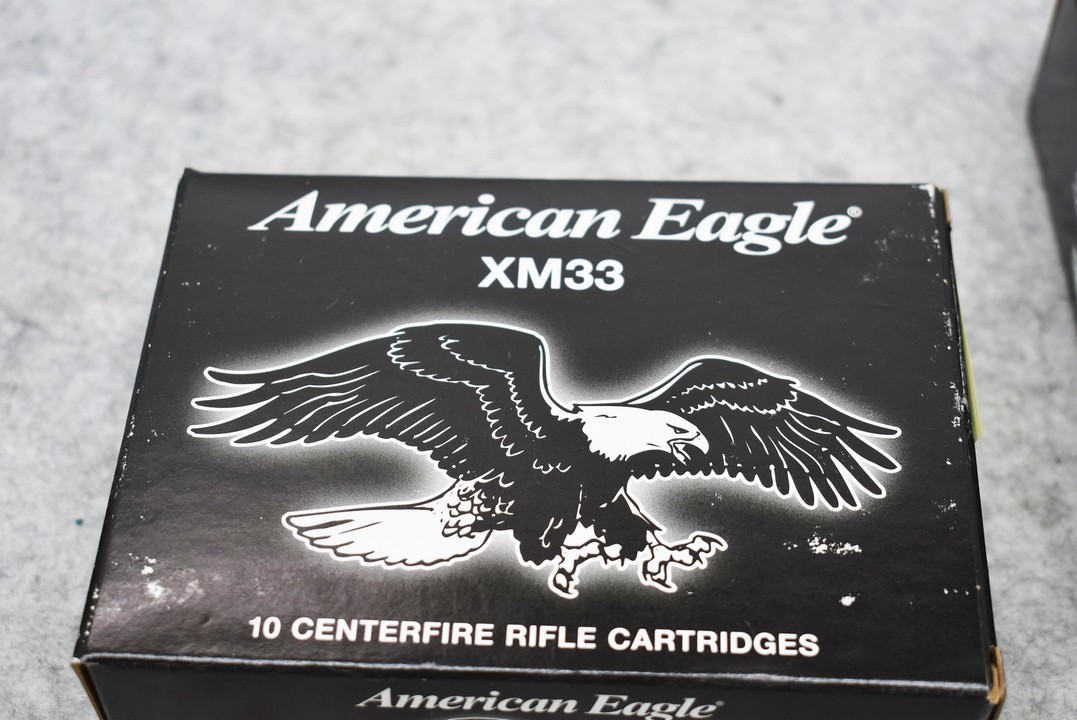 American Eagle®
XM33
10 CENTERFIRE RIFLE CARTRIDGES
American Eagle®